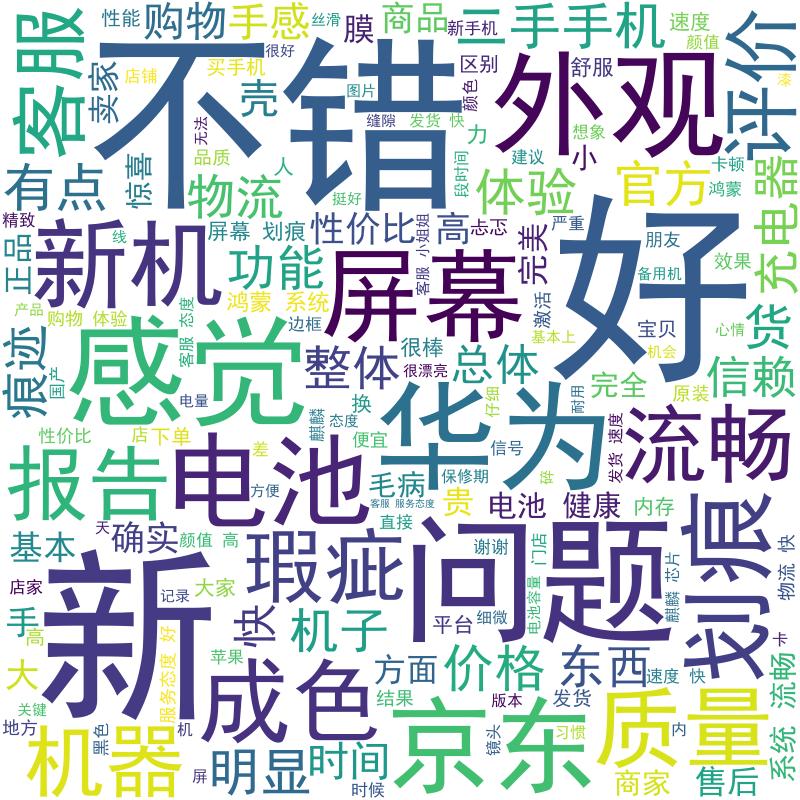 性能
购物
手感
丝滑
膜
商品
二手手机
新手机
速度
颜值
评价
客服
卖家
店铺
不错
买手机
很好
壳
图片
区别
颜色
外观
舒服
漆
无法
缝隙
发货 快
力
想象
建议
小
品质
人
段时间
有点
惊喜
物流
挺好
体验
官方
卡顿
鸿蒙
充电器
精致
正品
线
新机
屏幕 划痕
性价比 高
客服 小姐姐
忐忑
完美
严重
好
朋友
备用机
效果
功能
屏幕
激活
产品
购物 体验
客服 态度
鸿蒙 系统
边框
基本上
宝贝
机会
心情
货
痕迹
国产
感觉
整体
很棒
很漂亮
总体
完全
原装
信赖
电量
麒麟
换
态度
华为
仔细
耐用
性价比
店
下单
差
便宜
信号
发货 速度
流畅
报告
电池
方便
毛病
保修期
贵
砗
客服 服务态度
直接
电池 健康
内存
划痕
基本
天
确实
颜值 高
瑕疵
问题
谢谢
门店
电池容量
麒麟 芯片
物流 快
店家
新
记录
大家
手
高
快
机子
平台
细微
卡
大
服务态度 好
苹果
成色
方面
价格
东西
速度 快
流畅
系统
关键
结果
版本
发货
地方
黑色
机
机器
屏
明显
时间
时候
京东
镜头
习惯
质量
内
商家
售后